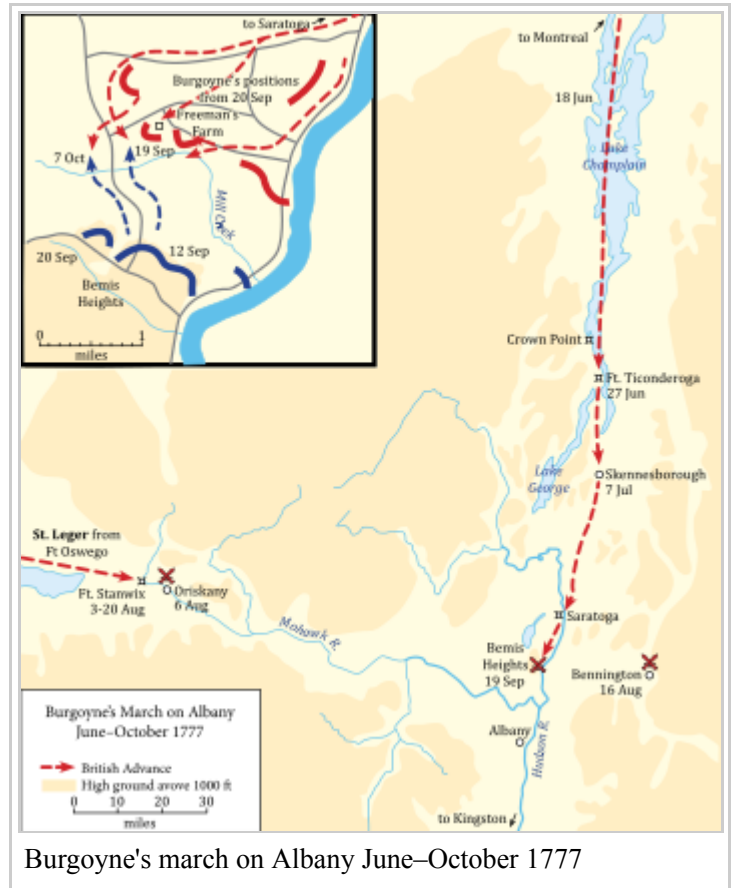 to Saratoga
Burgoyne's positions
from 20 Sep
Freeman's
Farm
19 Sep
7 Oct
Mill Creek
12 Sep
20 Sep
Bemis
Heights
0 1
miles
to Montreal
18 Jun
Lake
Champlain
Crown Point
Ft. Ticonderoga
27 Jun
Lake
George
Skennesborough
7 Jul
St. Leger from
Ft Oswego
Ft. Stanwix
3-20 Aug
Oriskany
6 Aug
Mohawk R.
Saratoga
Bemis
Heights
19 Sep
Bennington
16 Aug
Albany
Hudson R.
to Kingston
Burgoyne's March on Albany
June–October 1777
British Advance
High ground avove 1000 ft
0 10 20 30
miles
Burgoyne's march on Albany June–October 1777